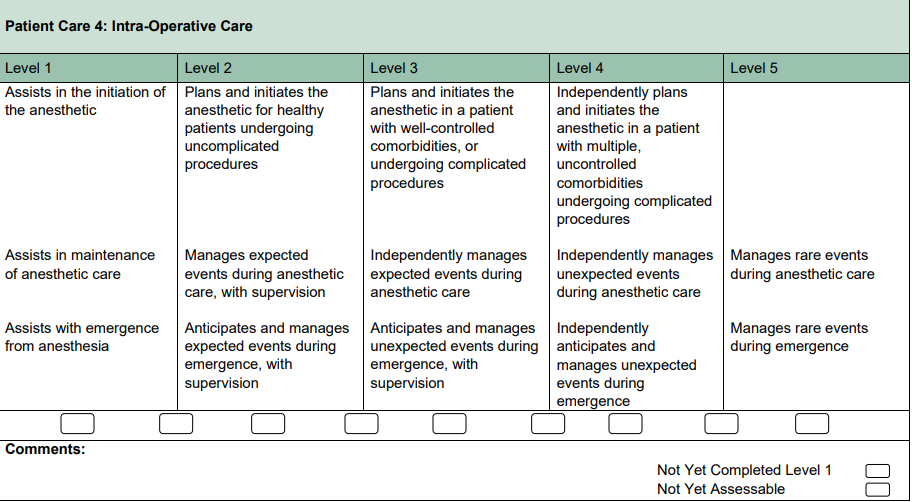 Patient Care 4: Intra-Operative Care
Level 1
Level 2
Level 3
Level 4
Level 5
Assists in the initiation of
the anesthetic
Plans and initiates the
anesthetic for healthy
patients undergoing
uncomplicated
procedures
Plans and initiates the
anesthetic in a patient
with well-controlled
comorbidities, or
undergoing complicated
procedures
Independently plans
and initiates the
anesthetic in a patient
with multiple,
uncontrolled
comorbidities
undergoing complicated
procedures
Assists in maintenance
of anesthetic care
Manages expected
events during anesthetic
care, with supervision
Independently manages
expected events during
anesthetic care
Independently manages
unexpected events
during anesthetic care
Manages rare events
during anesthetic care
Assists with emergence
from anesthesia
Anticipates and manages
expected events during
emergence, with
supervision
Anticipates and manages
unexpected events during
emergence, with
supervision
Independently
anticipates and
manages unexpected
events during
emergence
Manages rare events
during emergence
Comments:
Not Yet Completed Level 1
Not Yet Assessable